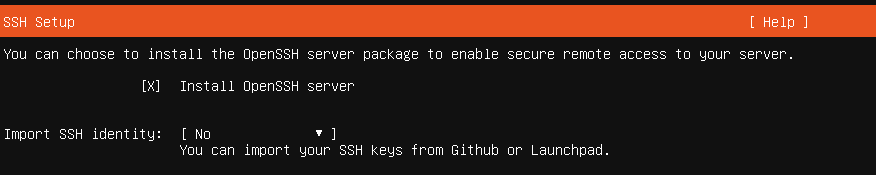 SSH Setup [ Help ]
You can choose to install the OpenSSH server package to enable secure remote access to your server.
[X] Install OpenSSH server
Import SSH identity: [ No ▾ ]
You can import your SSH keys from Github or Launchpad.